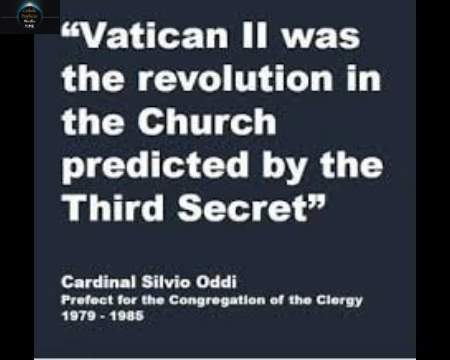 “Vatican II was
the revolution in
the Church
predicted by the
Third Secret”
Cardinal Silvio Oddi
Prefect for the Congregation of the Clergy
1979 - 1985